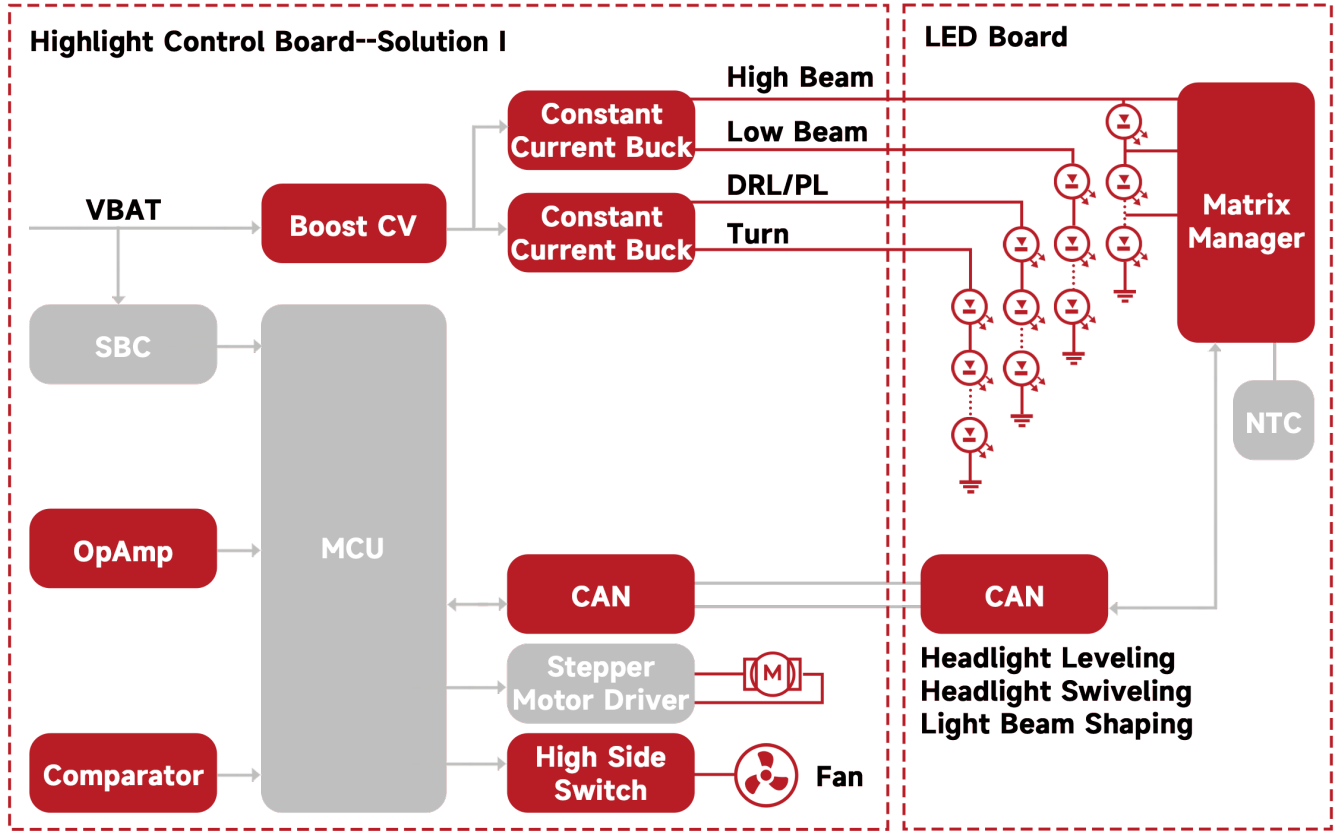 Highlight Control Board--Solution I
LED Board
High Beam
Constant
Current Buck
Low Beam
DRL/PL
VBAT
Boost CV
Constant
Current Buck
Turn
Matrix
Manager
SBC
NTC
OpAmp
MCU
CAN
CAN
Headlight Leveling
Headlight Swiveling
Light Beam Shaping
Stepper
Motor Driver
M
Comparator
High Side
Switch
Fan